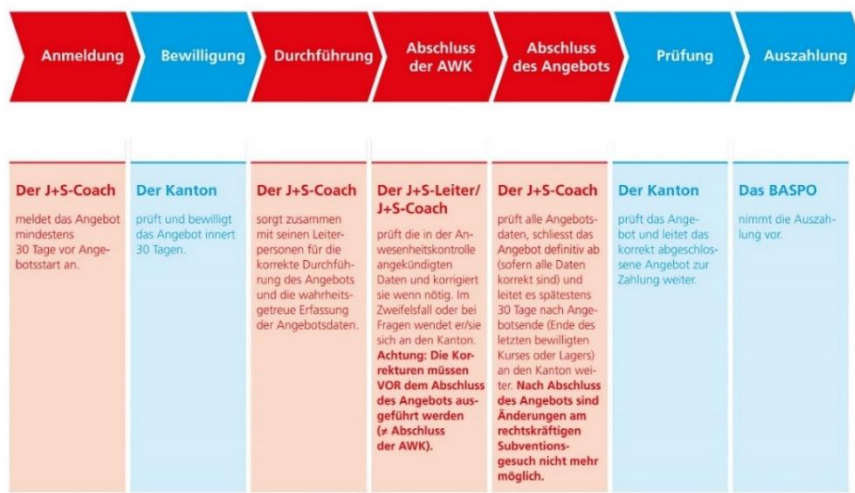 Anmeldung
Bewilligung
Durchführung
Abschluss
der AWK
Abschluss
des Angebots
Prüfung
Auszahlung
Der J+S-Coach
meldet das Angebot
mindestens
30 Tage vor Ange-
botsstart an.
Der Kanton
prüft und bewilligt
das Angebot innert
30 Tagen.
Der J+S-Coach
sorgt zusammen
mit seinen Leiter-
personen für die
korrekte Durchfüh-
rung des Angebots
und die wahrheits-
getreue Erfassung
der Angebotsdaten.
Der J+S-Leiter/
J+S-Coach
prüft die in der An-
wesenheitskontrolle
angekündigten
Daten und korrigiert
sie wenn nötig. Im
Zweifelsfall oder bei
Fragen wendet er/sie
sich an den Kanton.
Achtung: Die Kor-
rekturen müssen
VOR dem Abschluss
des Angebots aus-
geführt werden
(≠ Abschluss
der AWK).
Der J+S-Coach
prüft alle Angebots-
daten, schliesst das
Angebot definitiv ab
(sofern alle Daten
korrekt sind) und
leitet es spätestens
30 Tage nach Ange-
botsende (Ende des
letzten bewilligten
Kurses oder Lagers)
an den Kanton wei-
ter. Nach Abschluss
des Angebots sind
Änderungen am
rechtskräftigen
Subventions-
gesuch nicht mehr
möglich.
Der Kanton
prüft das Ange-
bot und leitet das
korrekt abgeschlos-
sene Angebot zur
Zahlung weiter.
Das BASPO
nimmt die Auszah-
lung vor.